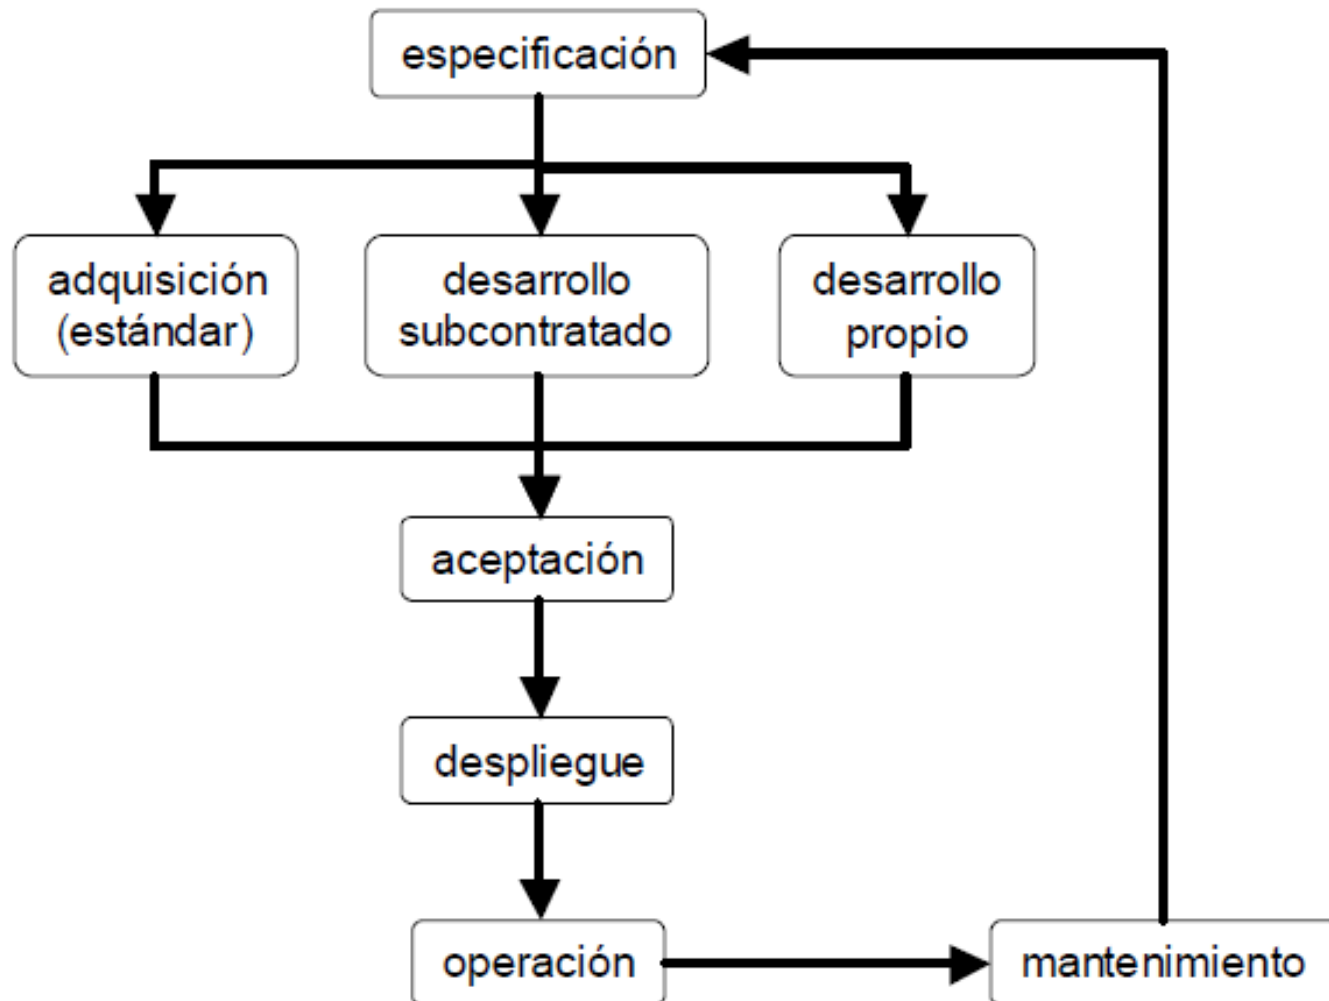 especificación
adquisición
(estándar)
desarrollo
subcontratado
desarrollo
propio
aceptación
despliegue
operación
mantenimiento